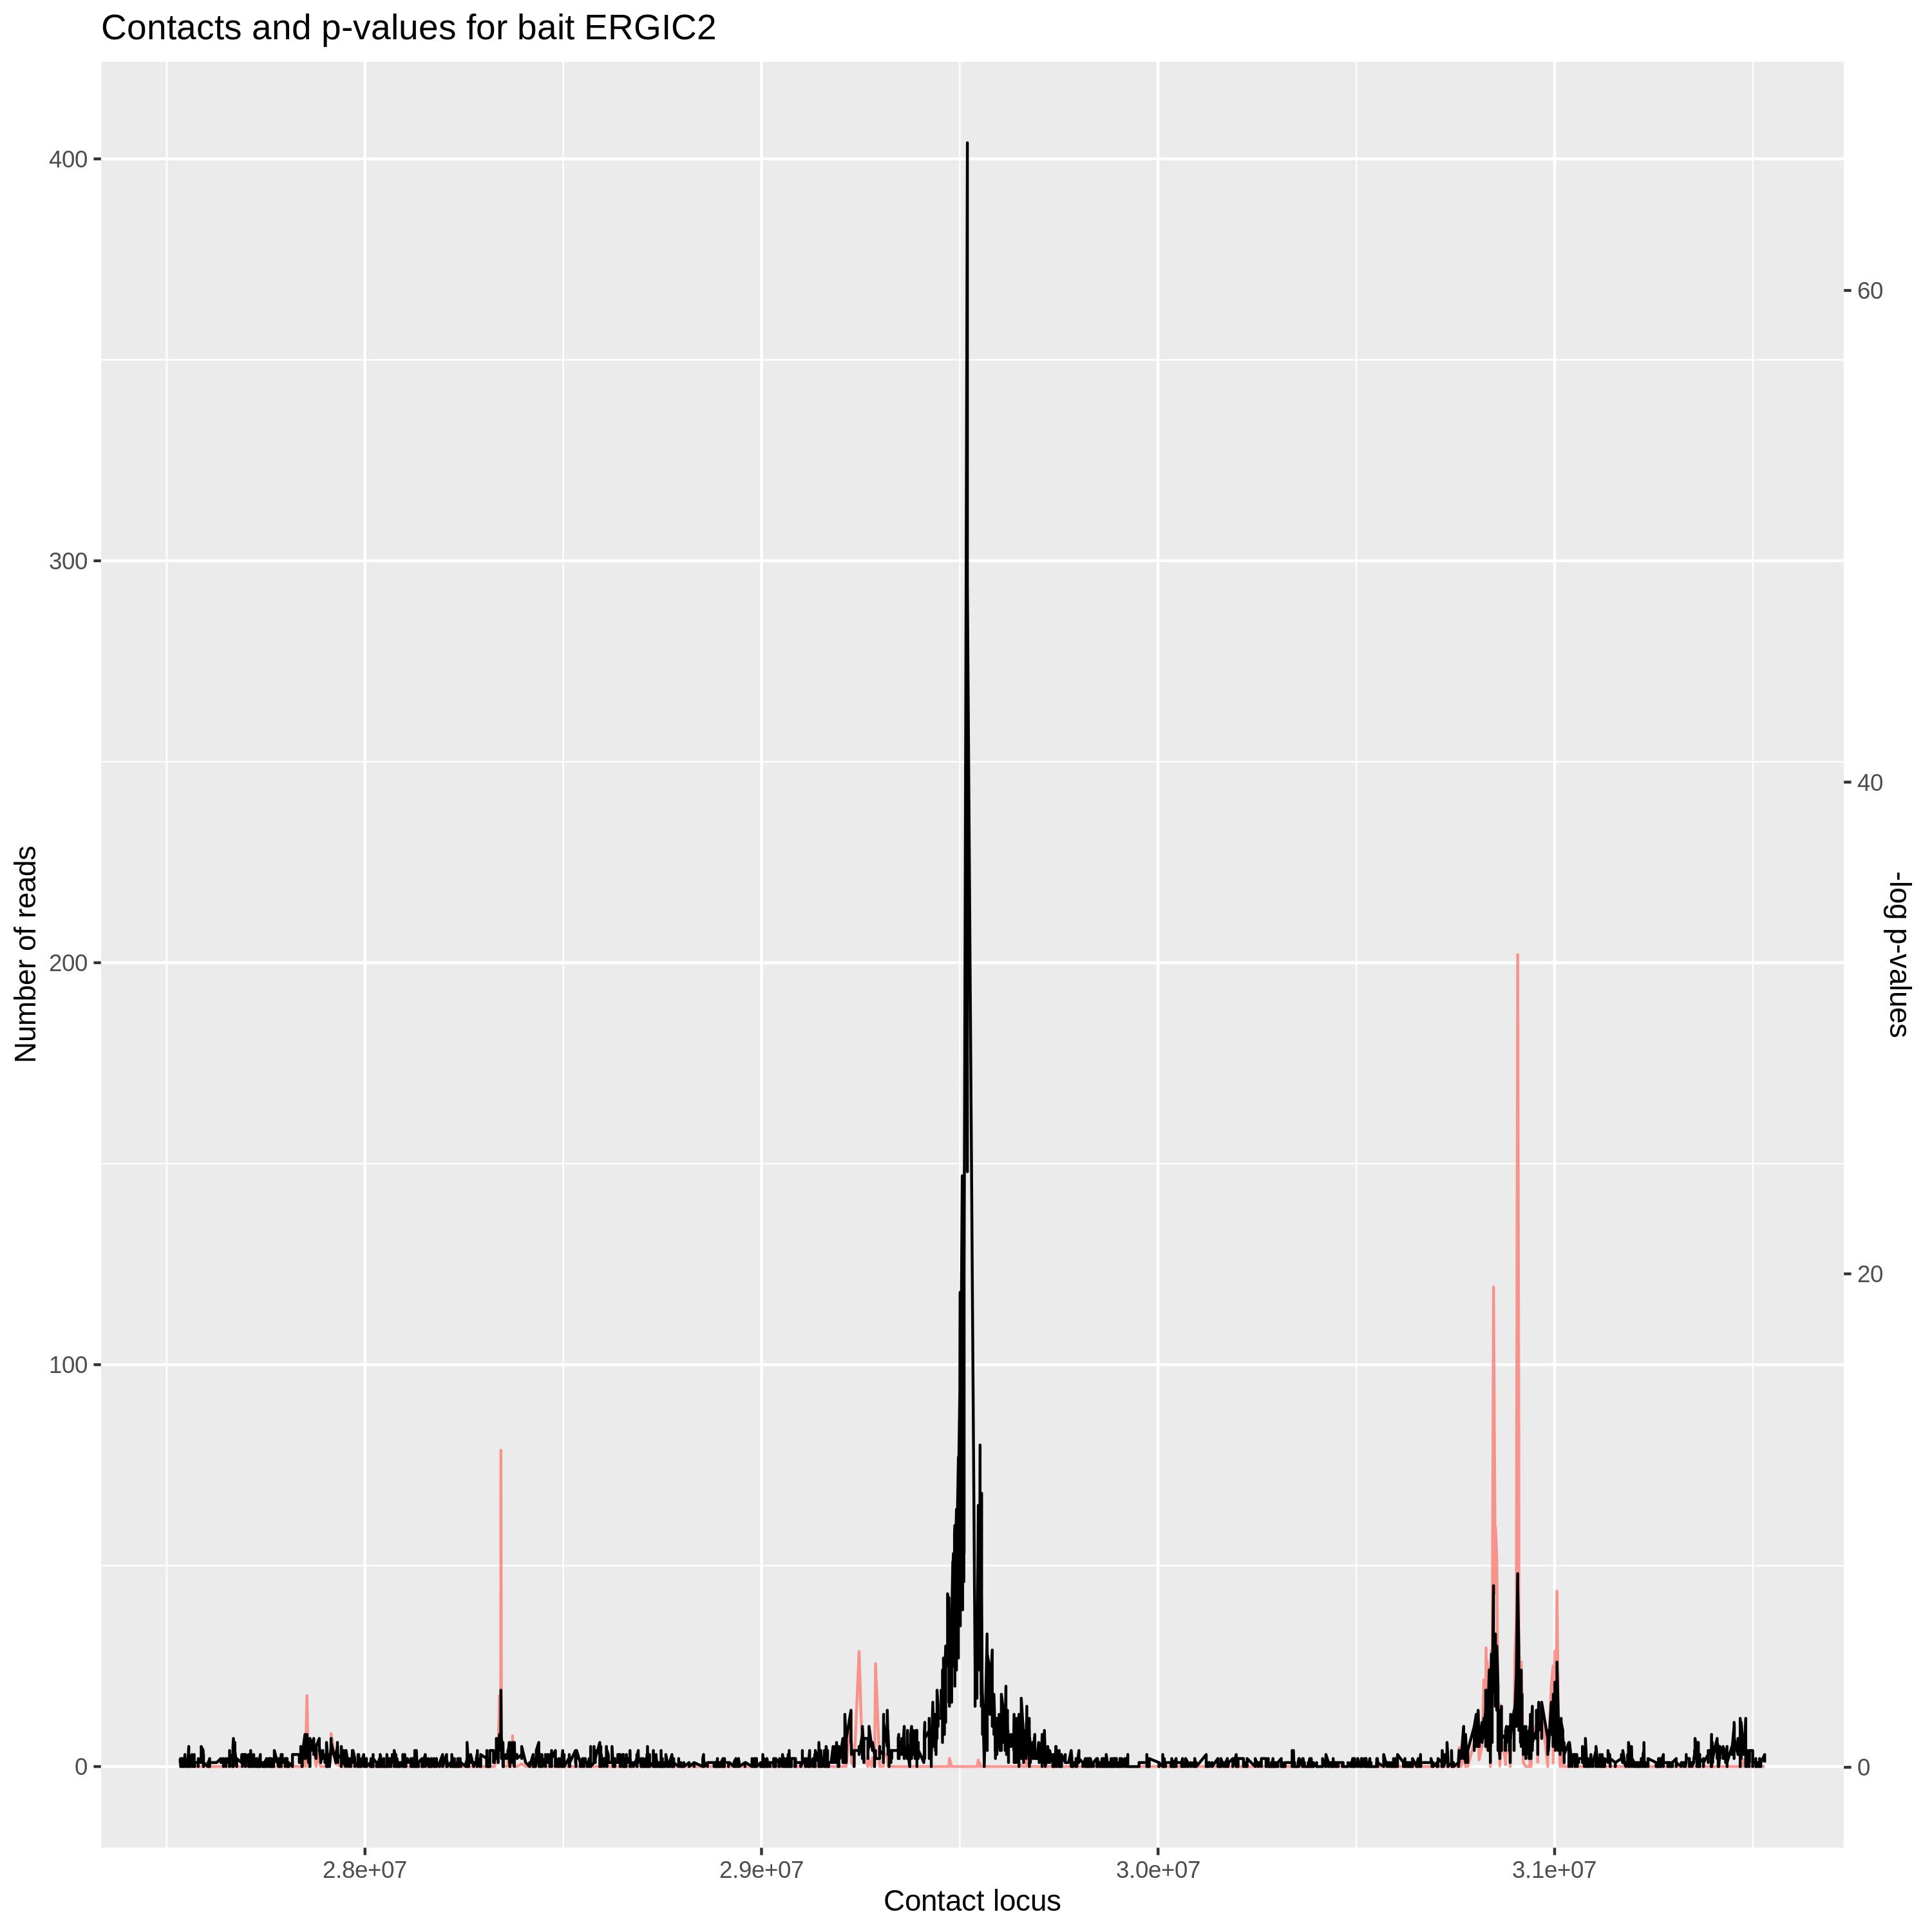 Contacts and p-values for bait ERGIC2
400
300
200
100
0
Number of reads
60
40
20
0
-log p-values
2.8e+07
2.9e+07
3.0e+07
3.1e+07
Contact locus